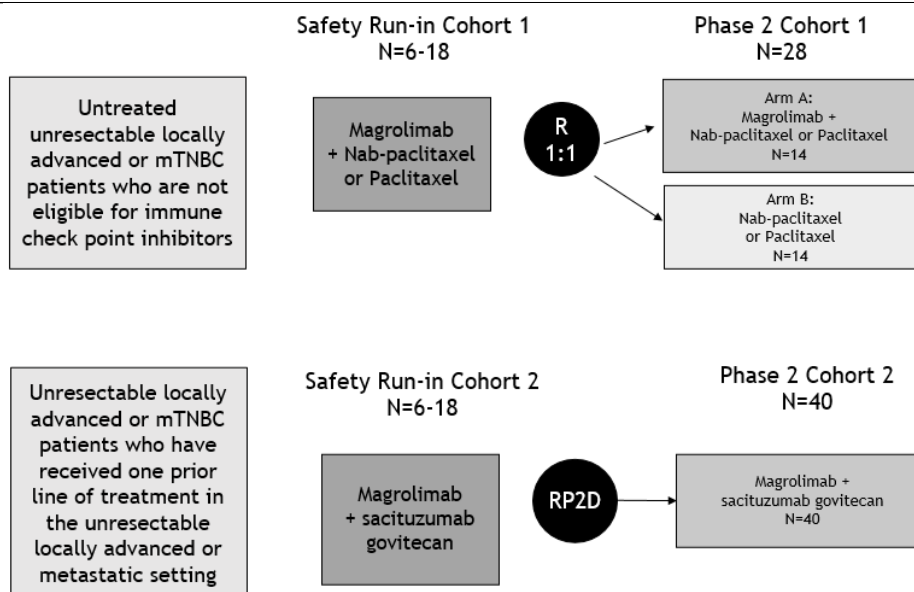 Safety Run-in Cohort 1
N=6-18
Phase 2 Cohort 1
N=28
Untreated
unresectable locally
advanced or mTNBC
patients who are not
eligible for immune
check point inhibitors
Magrolimab
+ Nab-paclitaxel
or Paclitaxel
R
1:1
Arm A:
Magrolimab +
Nab-paclitaxel or Paclitaxel
N=14
Arm B:
Nab-paclitaxel
or Paclitaxel
N=14
Safety Run-in Cohort 2
N=6-18
Phase 2 Cohort 2
N=40
Unresectable locally
advanced or mTNBC
patients who have
received one prior
line of treatment in
the unresectable
locally advanced or
metastatic setting
Magrolimab
+ sacituzumab
govitecan
RP2D
Magrolimab +
sacituzumab govitecan
N=40